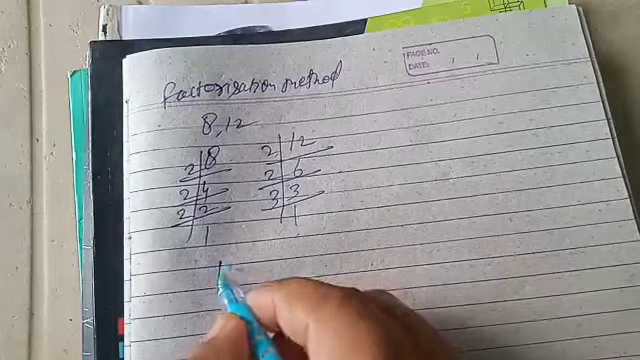 PAGE NO.
DATE: / /
Factorisation method
8,12
2 8 2 12
2 4 2 6
2 2 3 3
1 1